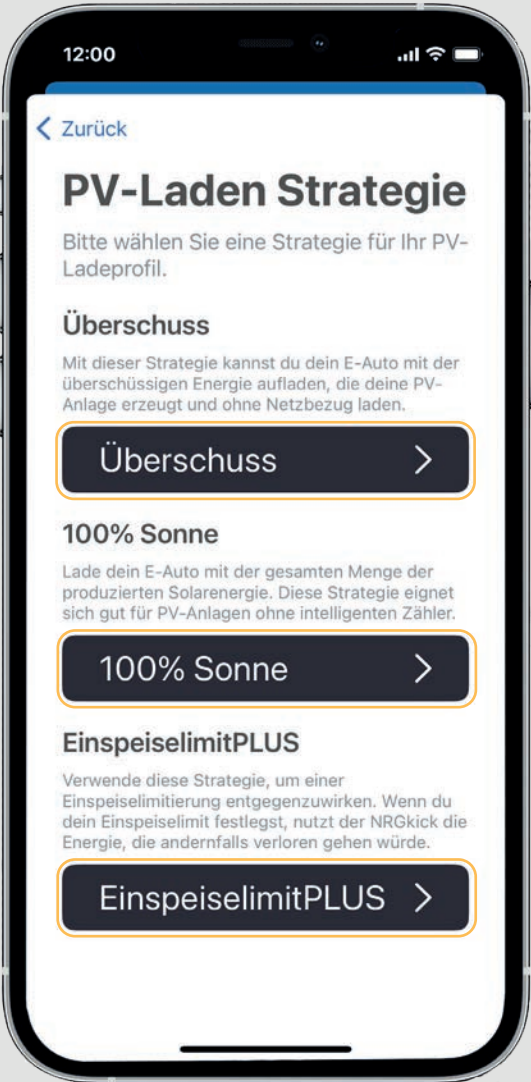 12:00
Zurück
PV-Laden Strategie
Bitte wählen Sie eine Strategie für Ihr PV-
Ladeprofil.
Überschuss
Mit dieser Strategie kannst du dein E-Auto mit der
überschüssigen Energie aufladen, die deine PV-
Anlage erzeugt und ohne Netzbezug laden.
Überschuss
100% Sonne
Lade dein E-Auto mit der gesamten Menge der
produzierten Solarenergie. Diese Strategie eignet
sich gut für PV-Anlagen ohne intelligenten Zähler.
100% Sonne
EinspeiselimitPLUS
Verwende diese Strategie, um einer
Einspeiselimitierung entgegenzuwirken. Wenn du
dein Einspeiselimit festlegst, nutzt der NRGkick die
Energie, die andernfalls verloren gehen würde.
EinspeiselimitPLUS